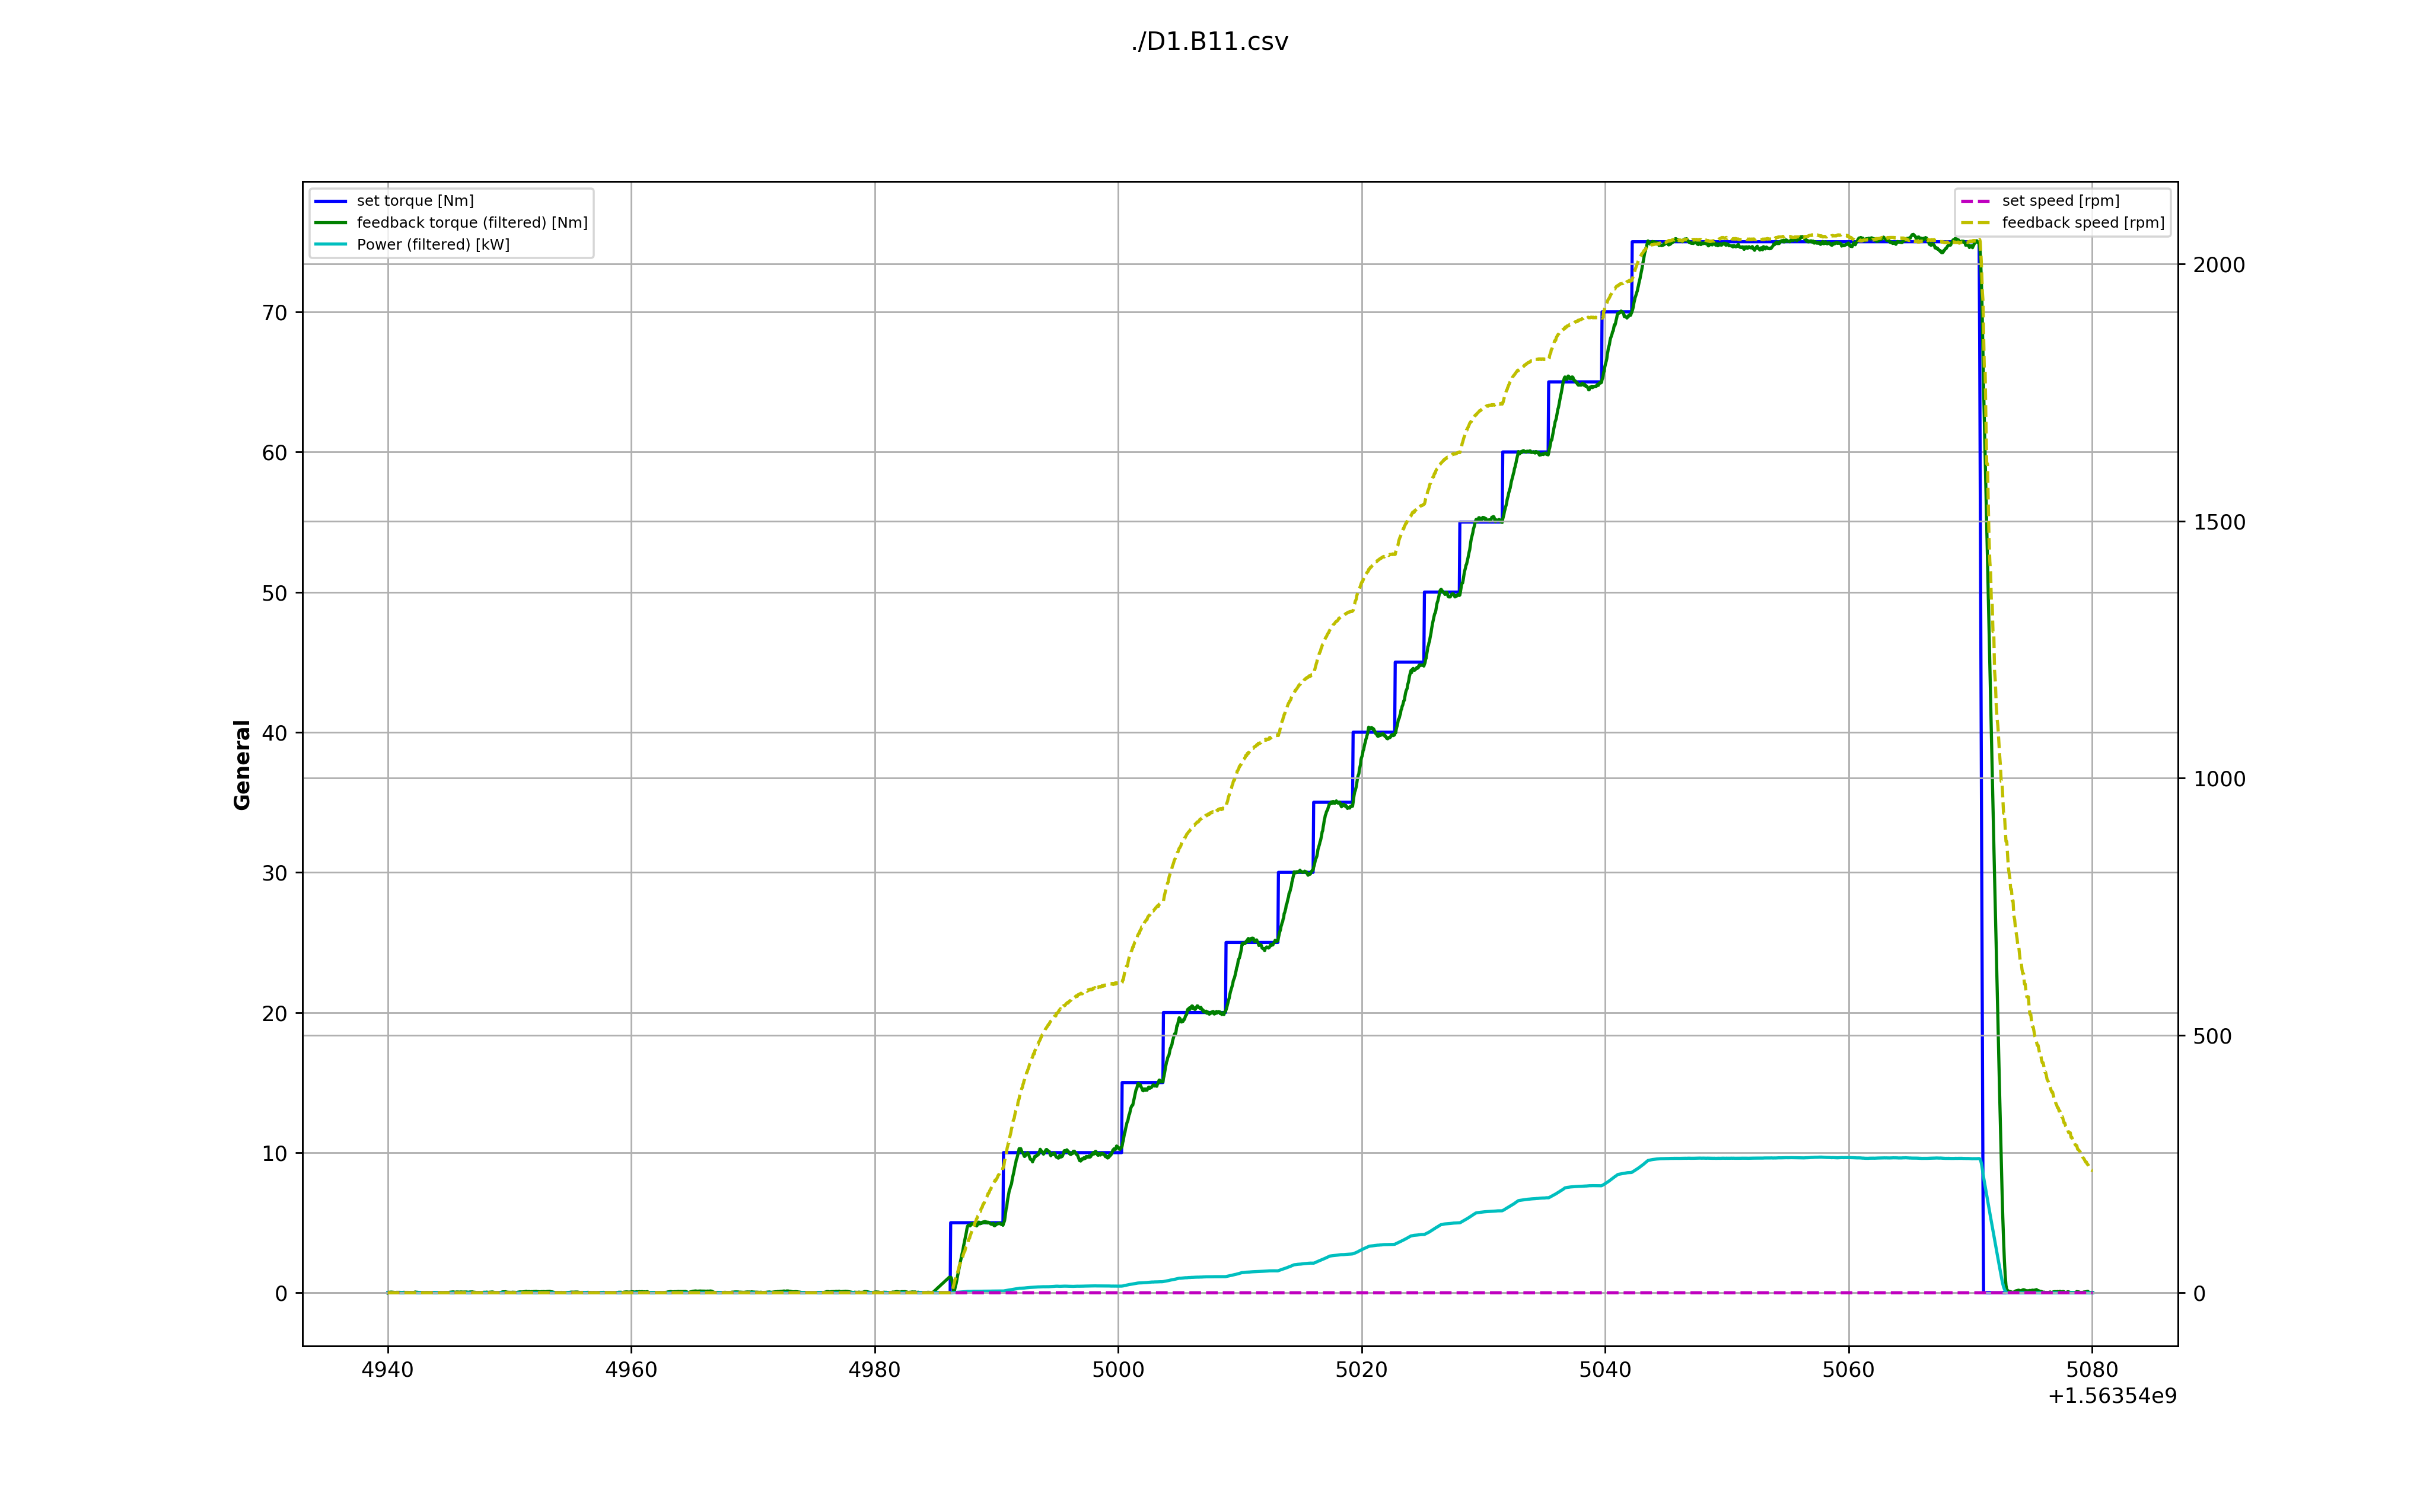 ./D1.B11.csv
set torque [Nm]
feedback torque (filtered) [Nm]
Power (filtered) [kW]
set speed [rpm]
feedback speed [rpm]
General
70
60
50
40
30
20
10
0
2000
1500
1000
500
0
4940 4960 4980 5000 5020 5040 5060 5080
+1.56354e9